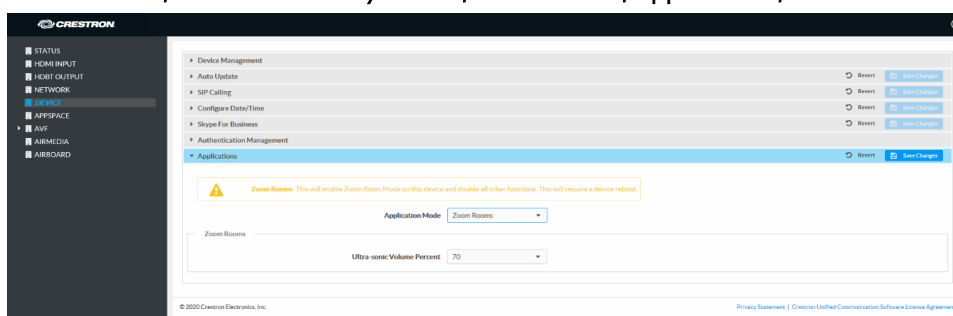 CRESTRON
STATUS
HDMI INPUT
HDBT OUTPUT
NETWORK
DEVICE
APPSPACE
AVF
AIRMEDIA
AIRBOARD
Device Management
Auto Update Revert Save Changes
SIP Calling Revert Save Changes
Configure Date/Time Revert Save Changes
Skype For Business Revert Save Changes
Authentication Management
Applications Revert Save Changes
Zoom Rooms This will enable Zoom Room Mode on this device and disable all other functions. This will require a device reboot.
Application Mode Zoom Rooms
Zoom Rooms
Ultra-sonic Volume Percent 70
© 2020 Crestron Electronics, Inc. Privacy Statement | Crestron Unified Communication Software License Agreemen